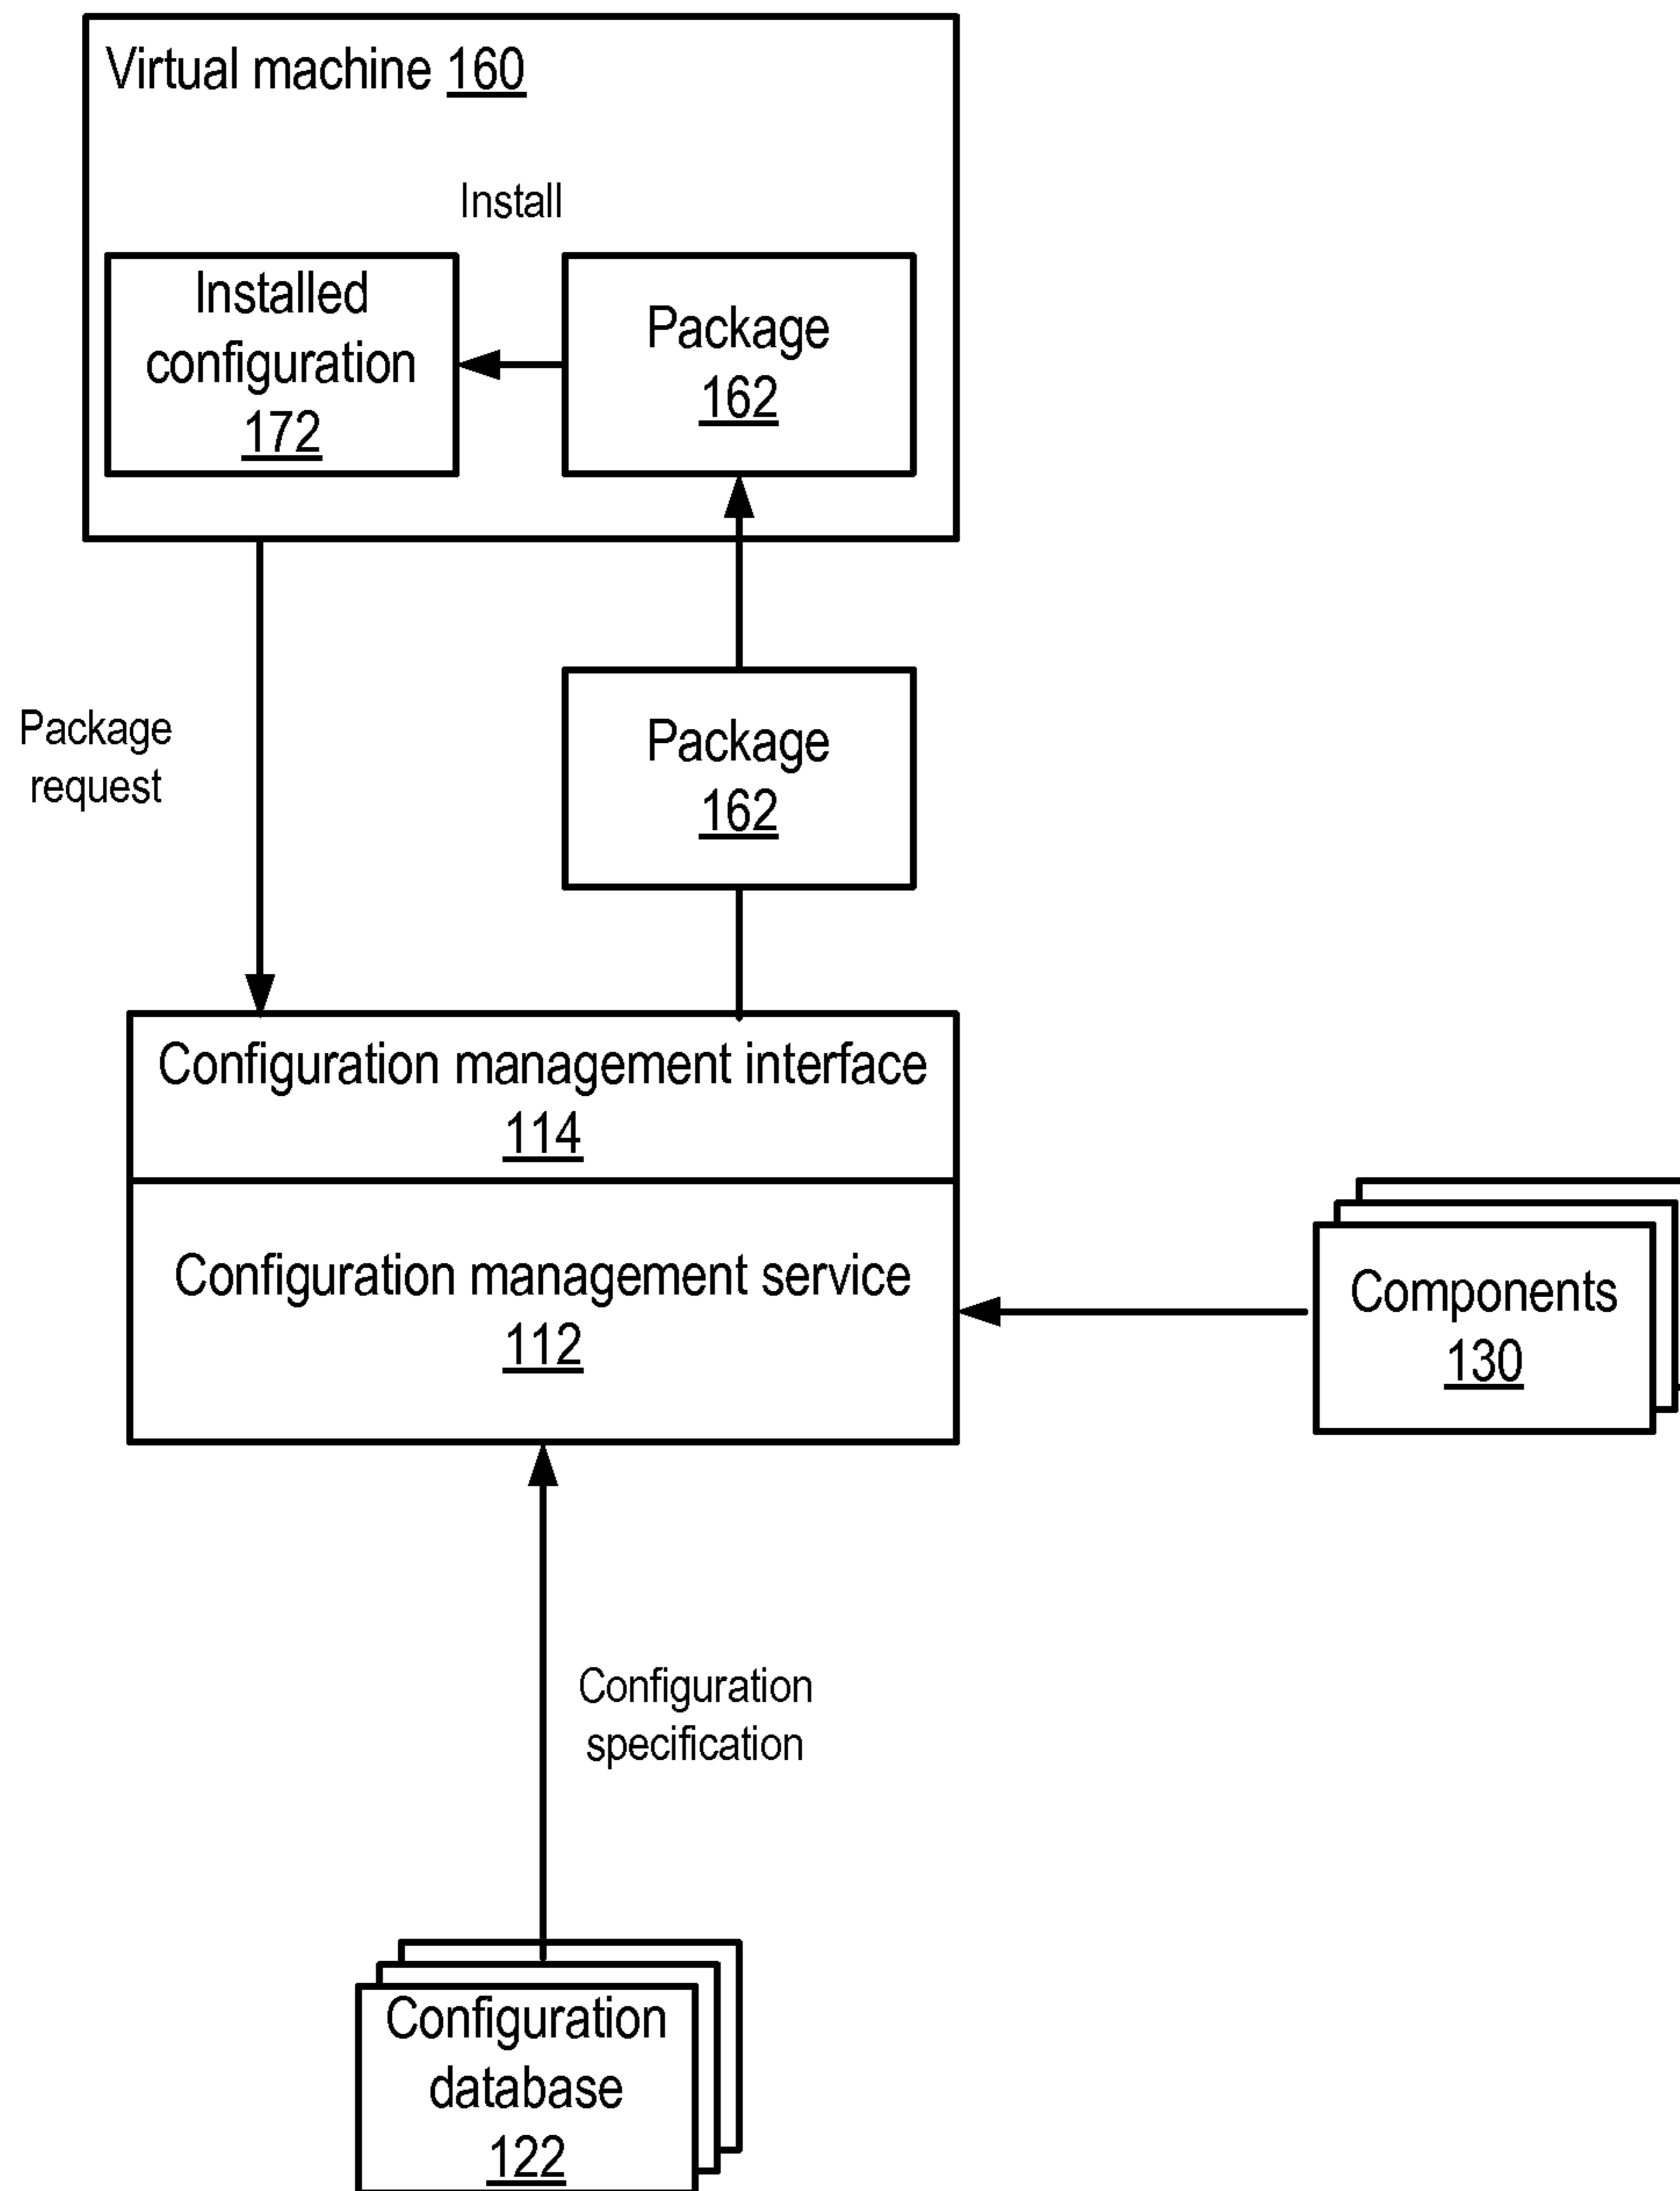 Virtual machine 160
Install
Installed
configuration
172
Package
162
Package
request
Package
162
Configuration management interface
114
Configuration management service
112
Components
130
Configuration
specification
Configuration
database
122